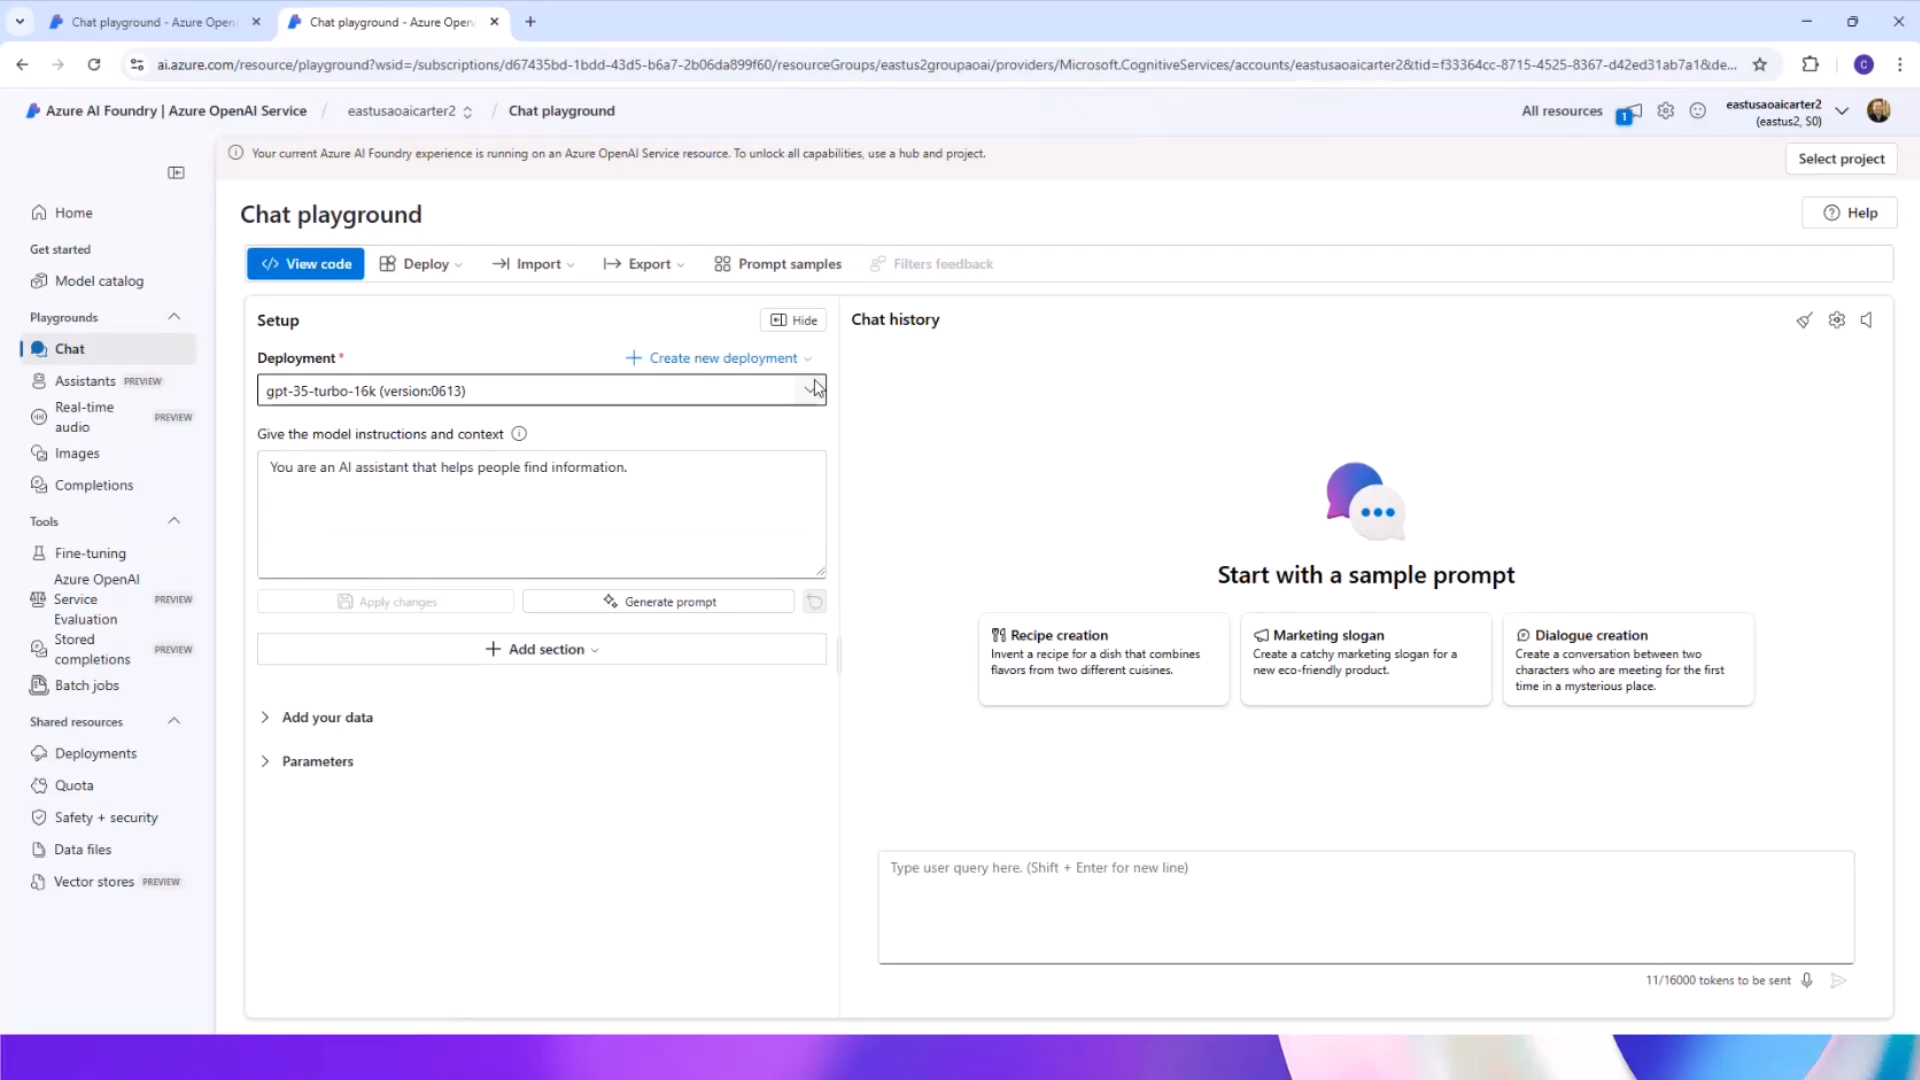 Chat playground - Azure Open
Chat playground - Azure Open
ai.azure.com/resource/playground?wsid=/subscriptions/d67435bd-1bdd-43d5-b6a7-2b06da899f60/resourceGroups/eastus2groupaoai/providers/Microsoft.CognitiveServices/accounts/eastusaoaicarter2&tid=f33364cc-8715-4525-8367-d42ed31ab7a1&de...
C
Azure AI Foundry | Azure OpenAI Service / eastusaoaicarter2 / Chat playground
All resources
1
eastusaoaicarter2
(eastus2, S0)
Your current Azure AI Foundry experience is running on an Azure OpenAI Service resource. To unlock all capabilities, use a hub and project.
Select project
Home
Get started
Model catalog
Playgrounds
Chat
Assistants PREVIEW
Real-time
audio
PREVIEW
Images
Completions
Tools
Fine-tuning
Azure OpenAI
Service
Evaluation
PREVIEW
Stored
completions
PREVIEW
Batch jobs
Shared resources
Deployments
Quota
Safety + security
Data files
Vector stores PREVIEW
Chat playground
Help
</> View code
Deploy
Import
Export
Prompt samples
Filters feedback
Setup
Hide
Deployment *
+ Create new deployment
gpt-35-turbo-16k (version:0613)
Give the model instructions and context
You are an AI assistant that helps people find information.
Apply changes
Generate prompt
+ Add section
Add your data
Parameters
Chat history
Start with a sample prompt
Recipe creation
Invent a recipe for a dish that combines
flavors from two different cuisines.
Marketing slogan
Create a catchy marketing slogan for a
new eco-friendly product.
Dialogue creation
Create a conversation between two
characters who are meeting for the first
time in a mysterious place.
Type user query here. (Shift + Enter for new line)
11/16000 tokens to be sent